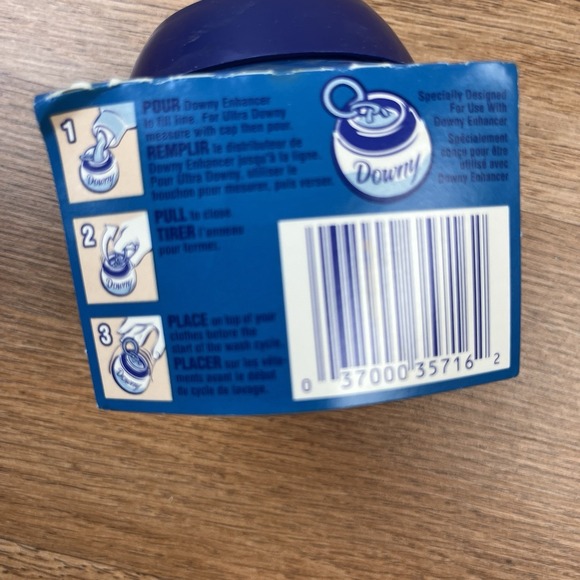 1
POUR Downy Enhancer
to fill line. For Ultra Downy
measure with cap then pour.
REMPLIR le distributeur de
Downy Enhancer jusqu'à la ligne.
Pour Ultra Downy, utiliser le
bouchon pour mesurer, puis verser.
Downy
2
PULL to close.
TIRER l'anneau
pour fermer.
Downy
3
PLACE on top of your
clothes before the
start of the wash cycle.
PLACER sur les vête-
ments avant le début
du cycle de lavage.
Downy
Downy
Specially Designed
For Use With
Downy Enhancer
Spécialement
conçu pour être
utilisé avec
Downy Enhancer
0 37000 35716 2